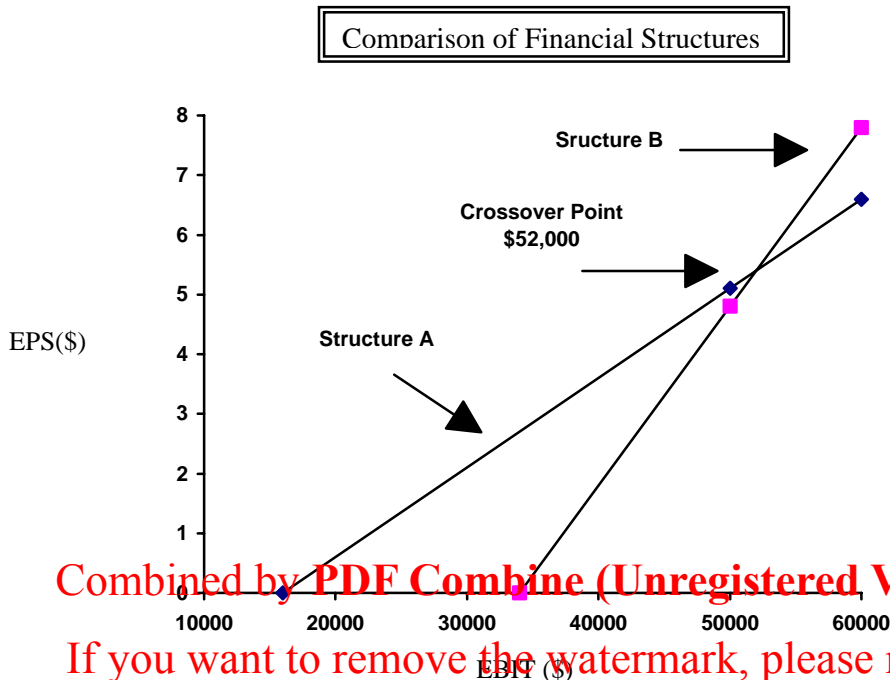 Comparison of Financial Structures
8
Sructure B
7
Crossover Point
$52,000
6
5
EPS($)
Structure A
4
3
2
1
0
10000 20000 30000 40000 50000 60000
EBIT ($)
Combined by PDF Combine (Unregistered V
If you want to remove the watermark, please